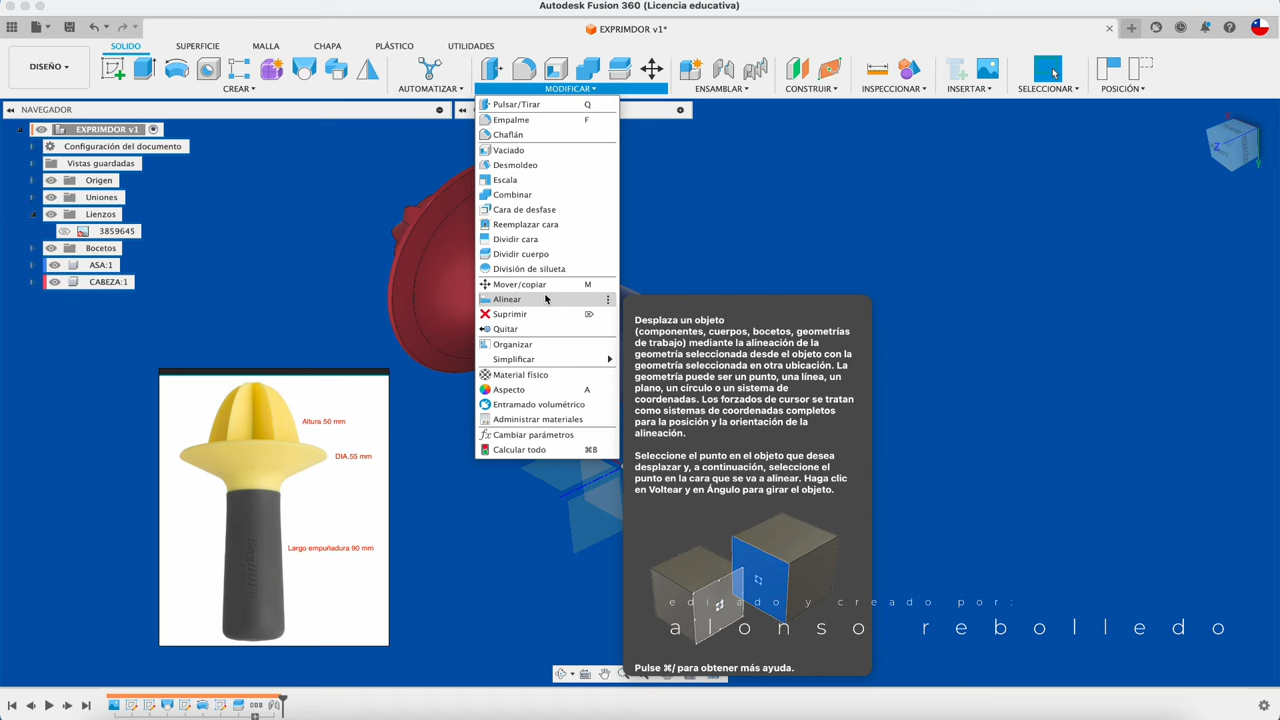 Autodesk Fusion 360 (Licencia educativa)
EXPRIMDOR v1*
DISEÑO
SOLIDO
SUPERFICIE
MALLA
CHAPA
PLÁSTICO
UTILIDADES
CREAR
AUTOMATIZAR
MODIFICAR
ENSAMBLAR
CONSTRUIR
INSPECCIONAR
INSERTAR
SELECCIONAR
POSICIÓN
NAVEGADOR
EXPRIMDOR v1
Configuración del documento
Vistas guardadas
Origen
Uniones
Lienzos
3859645
Bocetos
ASA:1
CABEZA:1
Pulsar/Tirar Q
Empalme F
Chaflán
Vaciado
Desmoldeo
Escala
Combinar
Cara de desfase
Reemplazar cara
Dividir cara
Dividir cuerpo
División de silueta
Mover/copiar M
Alinear
Suprimir ⌦
Quitar
Organizar
Simplificar
Material físico
Aspecto A
Entramado volumétrico
Administrar materiales
Cambiar parámetros
Calcular todo ⌘B
Desplaza un objeto
(componentes, cuerpos, bocetos, geometrías
de trabajo) mediante la alineación de la
geometría seleccionada desde el objeto con la
geometría seleccionada en otra ubicación. La
geometría puede ser un punto, una línea, un
plano, un círculo o un sistema de
coordenadas. Los forzados de cursor se tratan
como sistemas de coordenadas completos
para la posición y la orientación de la
alineación.
Seleccione el punto en el objeto que desea
desplazar y, a continuación, seleccione el
punto en la cara que se va a alinear. Haga clic
en Voltear y en Ángulo para girar el objeto.
Pulse ⌘/ para obtener más ayuda.
Altura 50 mm
DIA.55 mm
Largo empuñadura 90 mm
editado y creado por:
alonso rebolledo
Z
Y